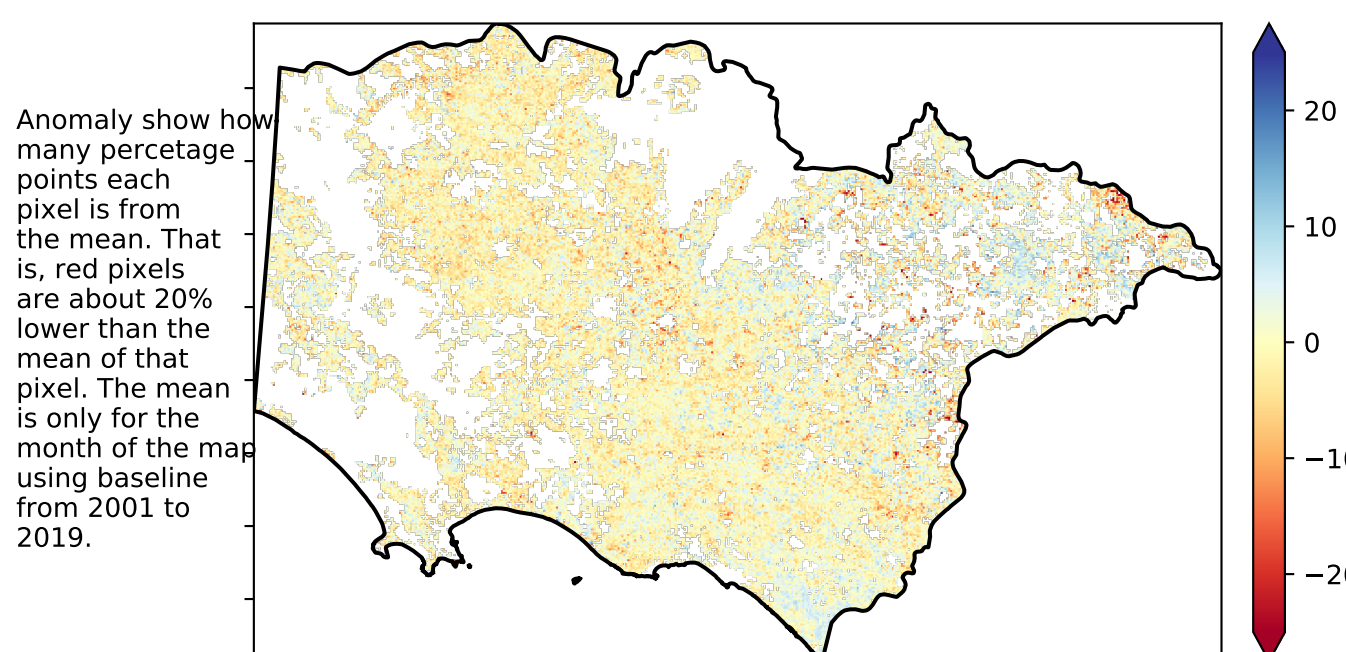 Anomaly show how
many percetage
points each
pixel is from
the mean. That
is, red pixels
are about 20%
lower than the
mean of that
pixel. The mean
is only for the
month of the map
using baseline
from 2001 to
2019.
20
10
0
−10
−20